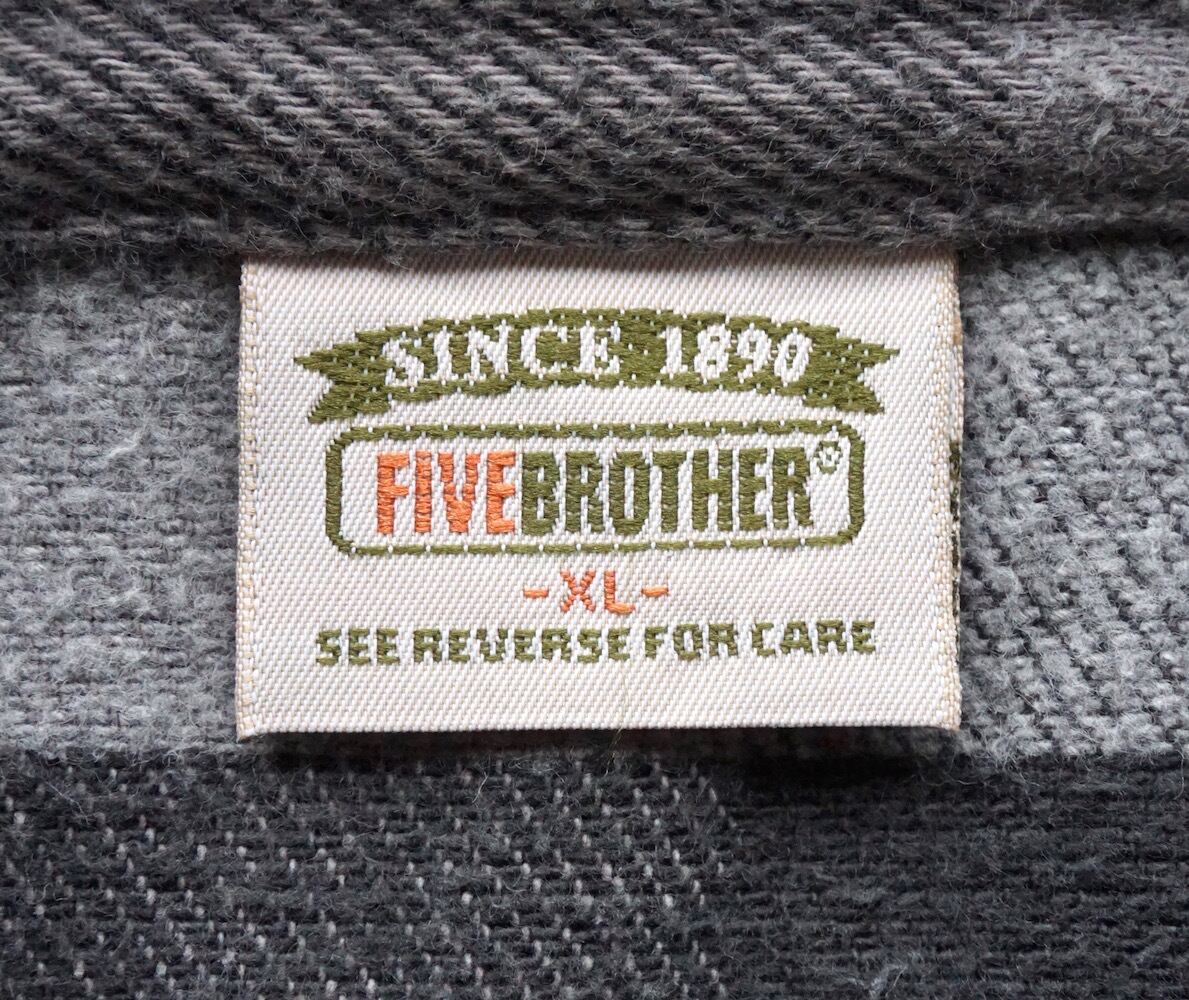 SINCE 1890
FIVEBROTHER®
-XL-
SEE REVERSE FOR CARE